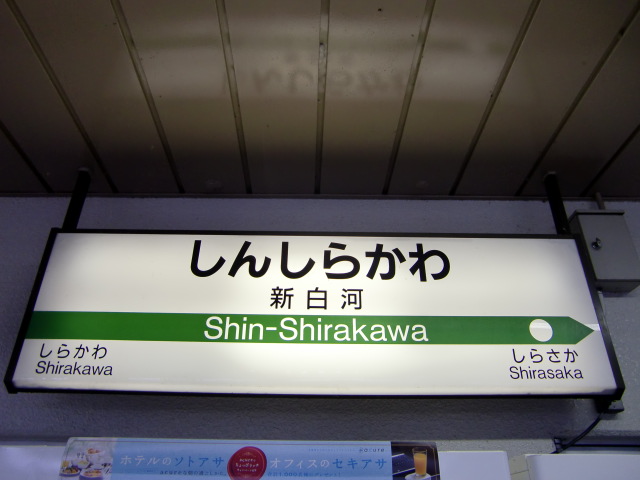 しんしらかわ
新白河
Shin-Shirakawa
しらかわ
Shirakawa
しらさか
Shirasaka
acure
ホテルのソトアサ
オフィスのセキアサ